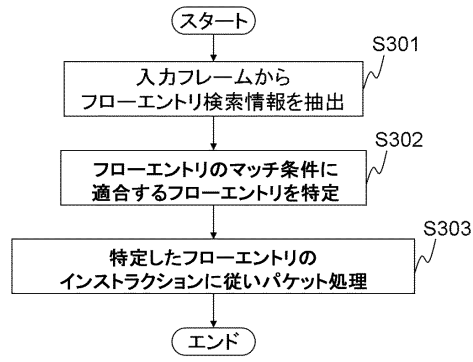 スタート
S301
入力フレームから
フローエントリ検索情報を抽出
S302
フローエントリのマッチ条件に
適合するフローエントリを特定
S303
特定したフローエントリの
インストラクションに従いパケット処理
エンド